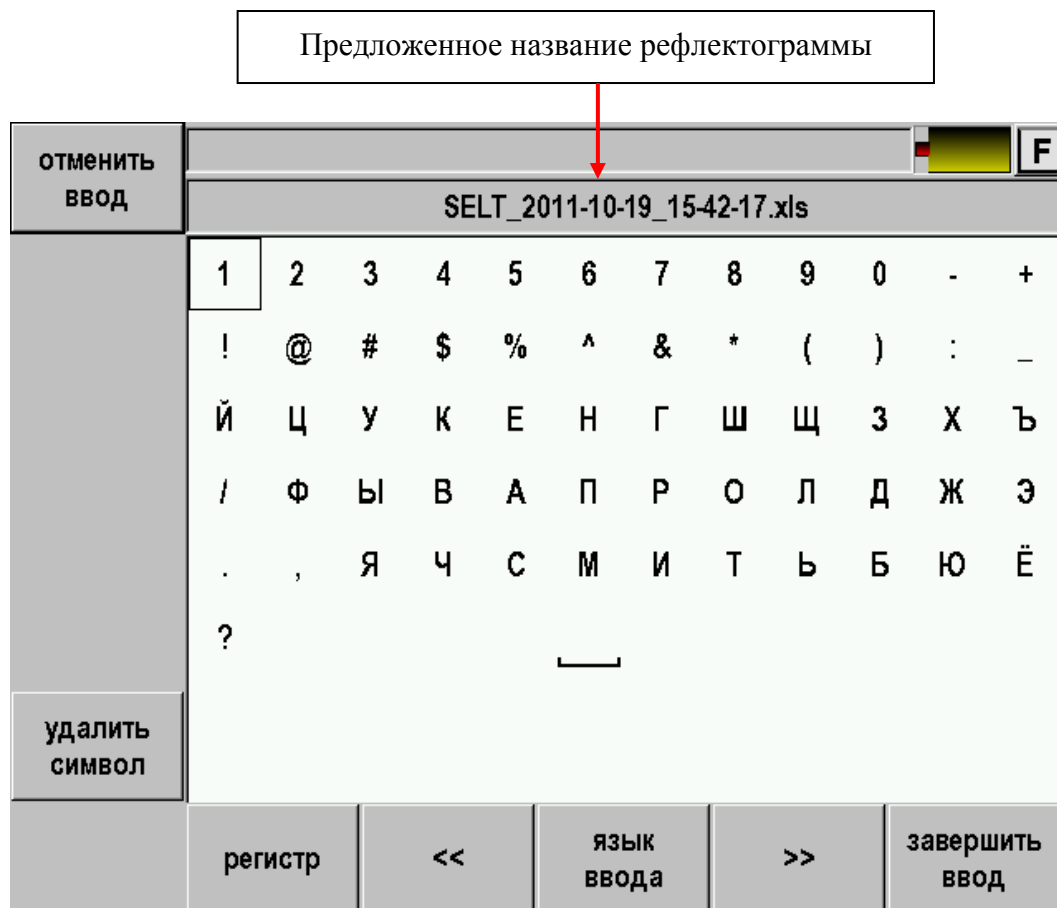 Предложенное название рефлектограммы
отменить
ввод
F
SELT_2011-10-19_15-42-17.xls
1 2 3 4 5 6 7 8 9 0 - +
! @ # $ % ^ & * ( ) : _
Й Ц У К Е Н Г Ш Щ З Х Ъ
/ Ф Ы В А П Р О Л Д Ж Э
. , Я Ч С М И Т Ь Б Ю Ё
?
удалить
символ
регистр
<<
язык
ввода
>>
завершить
ввод